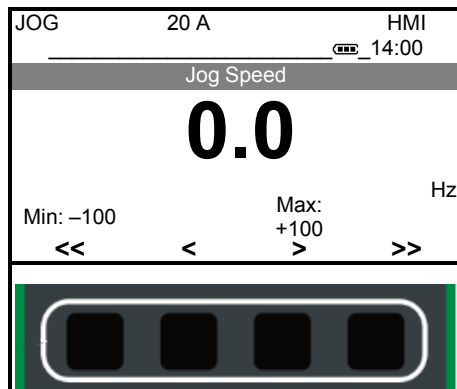 JOG 20 A HMI
14:00
Jog Speed
0.0
Hz
Min: –100 Max:
+100
<< < > >>